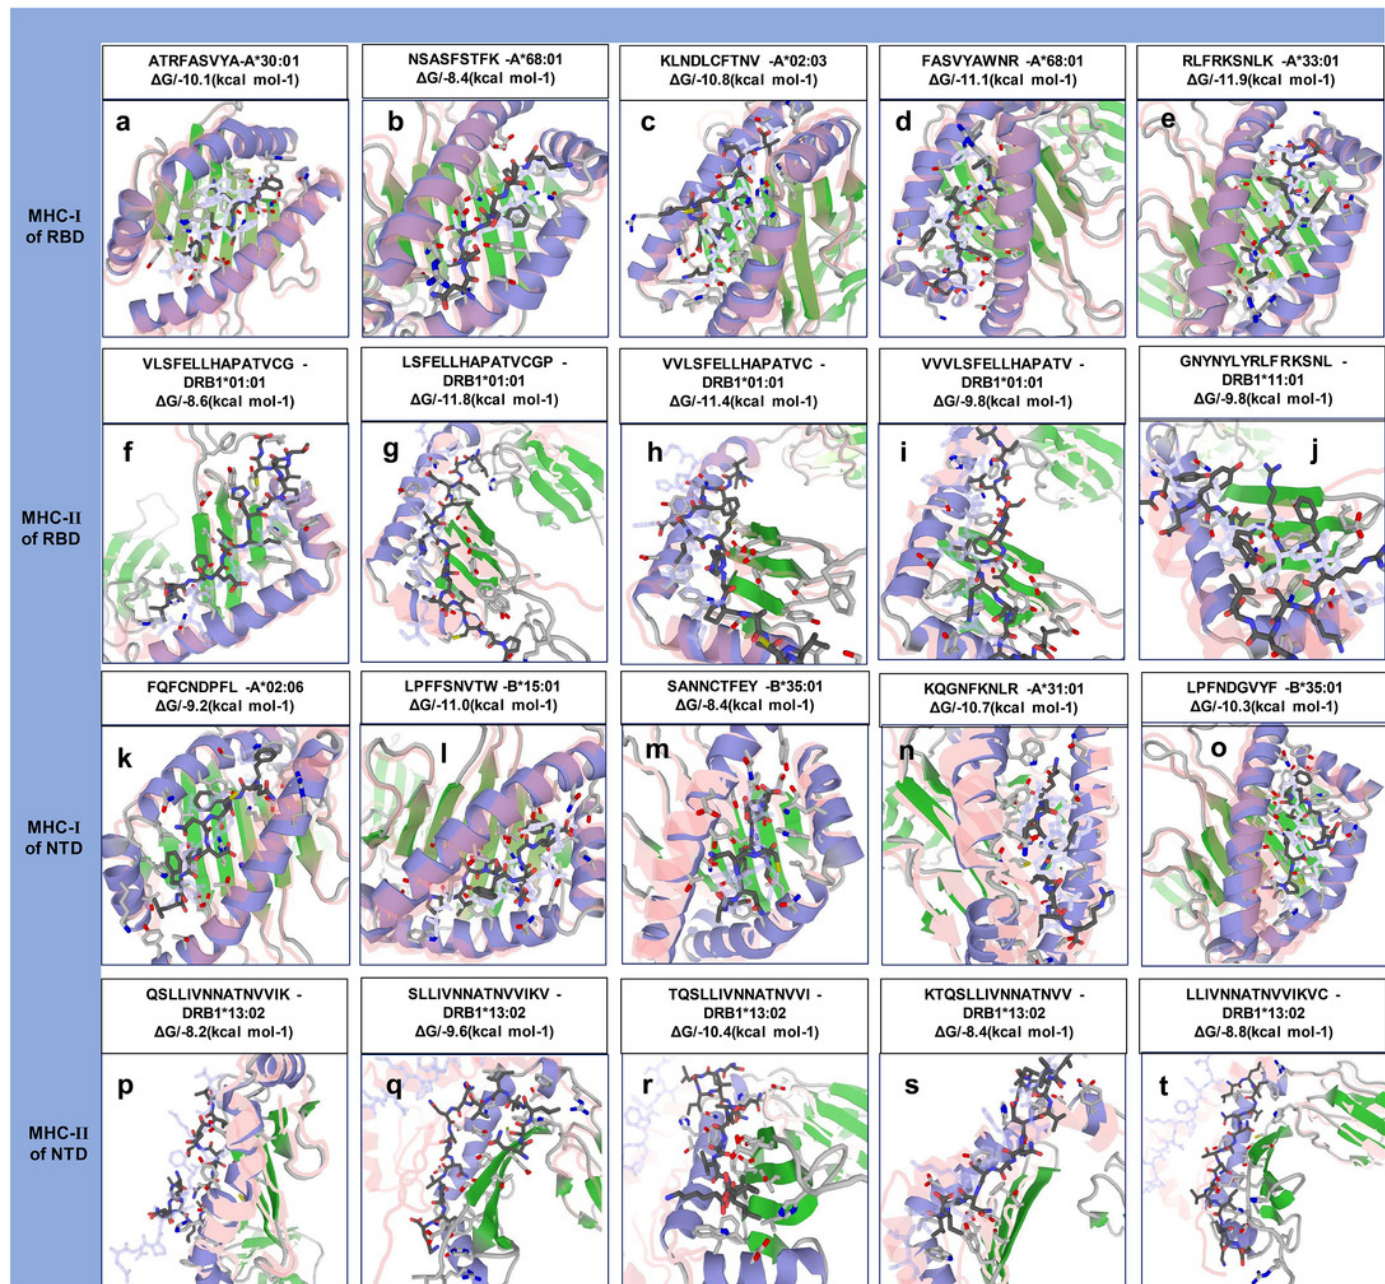 MHC-I
of RBD
ATRFASVYA-A*30:01
ΔG/-10.1(kcal mol-1)
a
NSASFSTFK -A*68:01
ΔG/-8.4(kcal mol-1)
b
KLNDLCFTNV -A*02:03
ΔG/-10.8(kcal mol-1)
c
FASVYAWNR -A*68:01
ΔG/-11.1(kcal mol-1)
d
RLFRKSNLK -A*33:01
ΔG/-11.9(kcal mol-1)
e
MHC-II
of RBD
VLSFELLHAPATVCG -
DRB1*01:01
ΔG/-8.6(kcal mol-1)
f
LSFELLHAPATVCGP -
DRB1*01:01
ΔG/-11.8(kcal mol-1)
g
VVLSFELLHAPATVC -
DRB1*01:01
ΔG/-11.4(kcal mol-1)
h
VVVLSFELLHAPATV -
DRB1*01:01
ΔG/-9.8(kcal mol-1)
i
GNYNYLYRLFRKSNL -
DRB1*11:01
ΔG/-9.8(kcal mol-1)
j
MHC-I
of NTD
FQFCNDPFL -A*02:06
ΔG/-9.2(kcal mol-1)
k
LPFFSNVTW -B*15:01
ΔG/-11.0(kcal mol-1)
l
SANNCTFEY -B*35:01
ΔG/-8.4(kcal mol-1)
m
KQGNFKNLR -A*31:01
ΔG/-10.7(kcal mol-1)
n
LPFNDGVYF -B*35:01
ΔG/-10.3(kcal mol-1)
o
MHC-II
of NTD
QSLLIVNNATNVVIK -
DRB1*13:02
ΔG/-8.2(kcal mol-1)
p
SLLIVNNATNVVIKV -
DRB1*13:02
ΔG/-9.6(kcal mol-1)
q
TQSLLIVNNATNVVI -
DRB1*13:02
ΔG/-10.4(kcal mol-1)
r
KTQSLLIVNNATNVV -
DRB1*13:02
ΔG/-8.4(kcal mol-1)
s
LLIVNNATNVVIKVC -
DRB1*13:02
ΔG/-8.8(kcal mol-1)
t